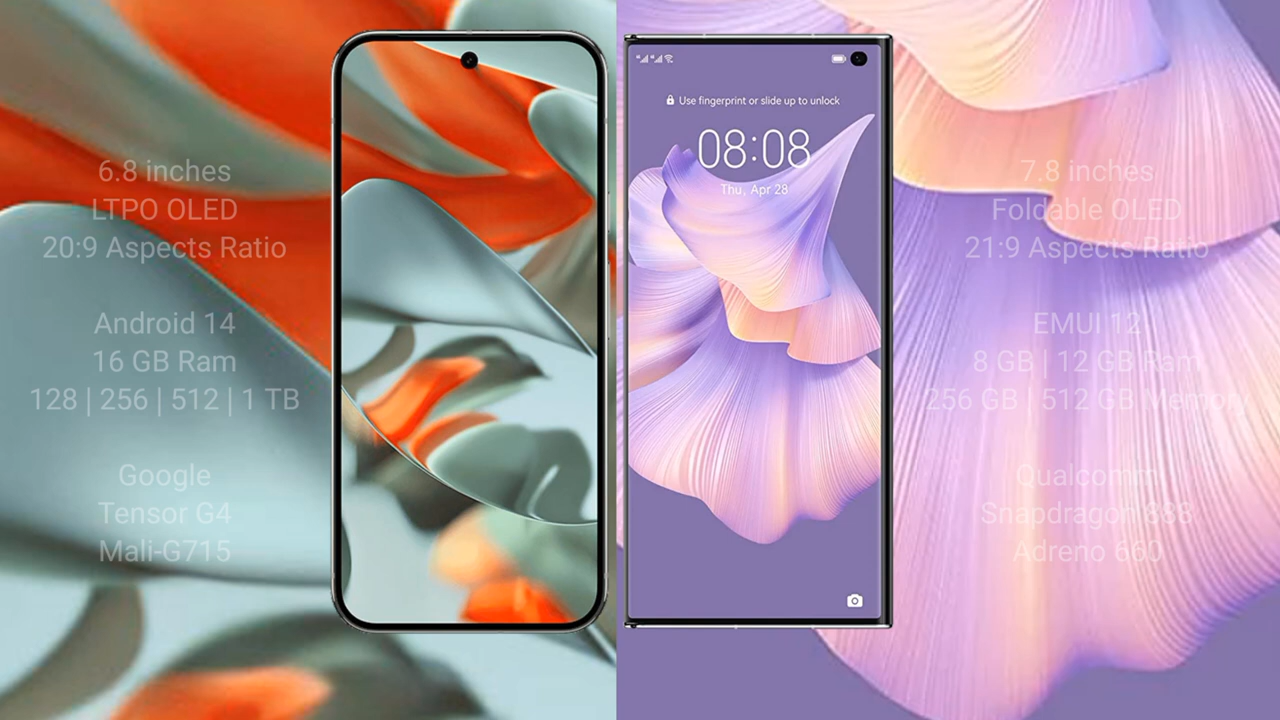 6.8 inches
LTPO OLED
20:9 Aspects Ratio
Android 14
16 GB Ram
128 | 256 | 512 | 1 TB
Google
Tensor G4
Mali-G715
Use fingerprint or slide up to unlock
08:08
Thu, Apr 28
7.8 inches
Foldable OLED
21:9 Aspects Ratio
EMUI 12
8 GB | 12 GB Ram
256 GB | 512 GB Memory
Qualcomm
Snapdragon 888
Adreno 660